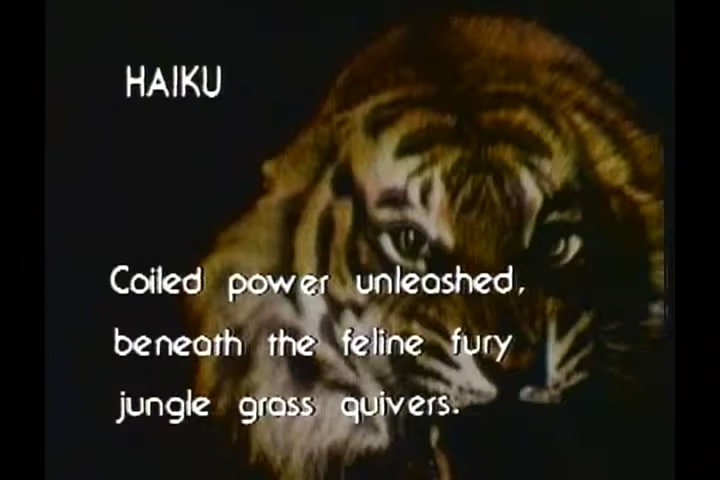 HAIKU
Coiled power unleashed,
beneath the feline fury
jungle grass quivers.